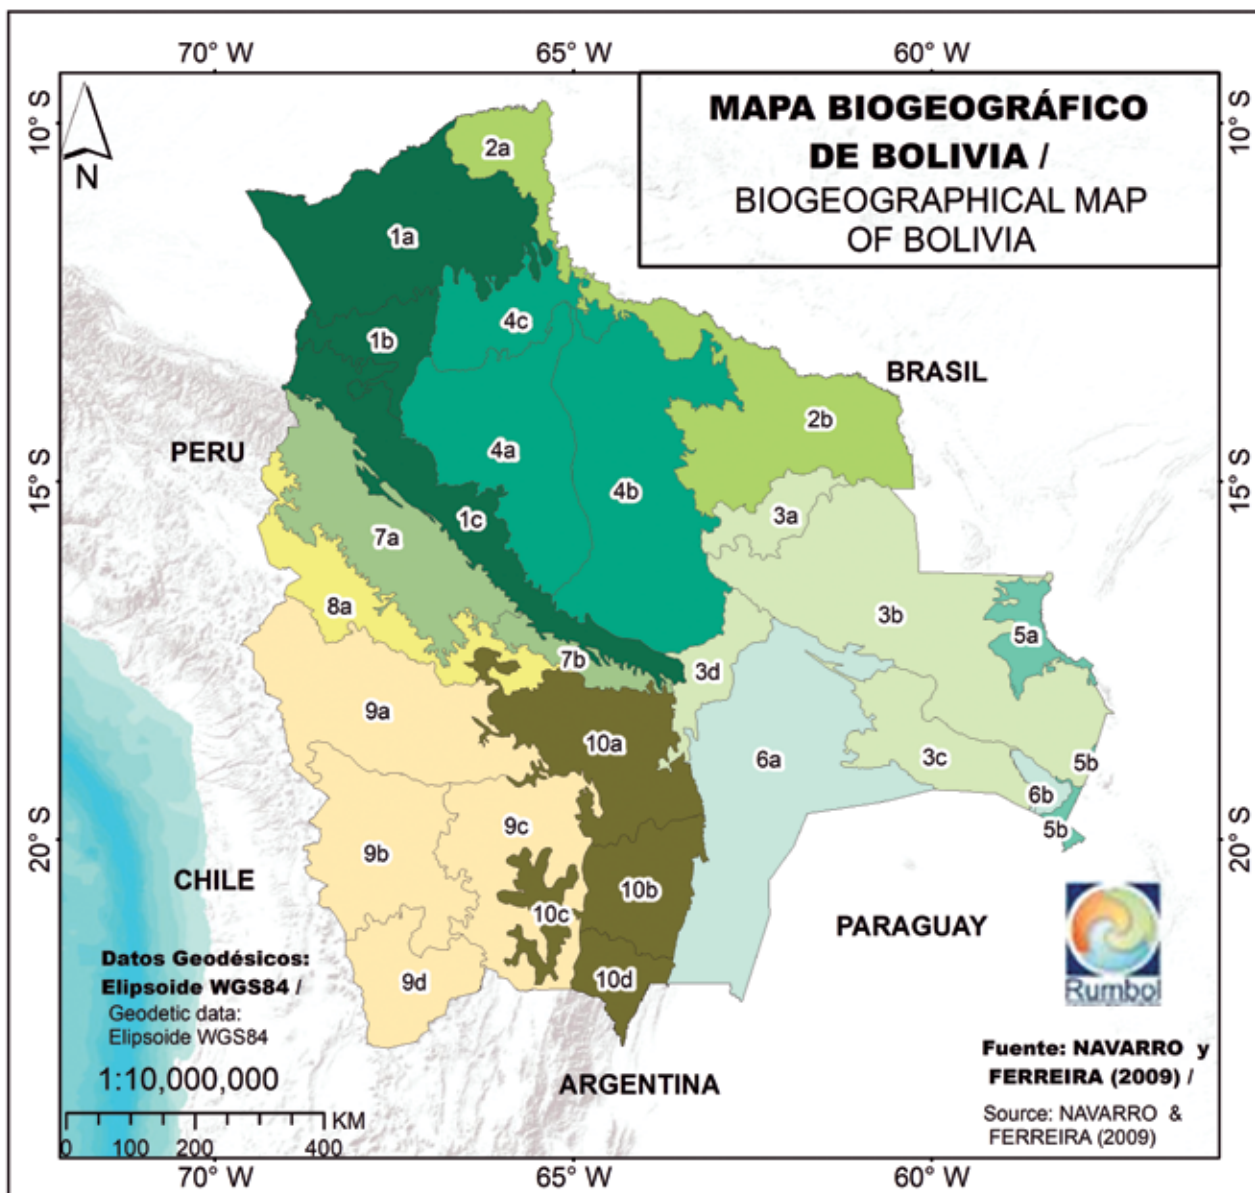 70° W
65° W
60° W
10° S
10° S
MAPA BIOGEOGRÁFICO
DE BOLIVIA /
BIOGEOGRAPHICAL MAP
OF BOLIVIA
N
2a
1a
4c
1b
BRASIL
2b
PERU
4a
4b
15° S
15° S
3a
1c
7a
8a
3b
5a
7b
3d
9a
10a
6a
3c
5b
6b
5b
9c
20° S
20° S
9b
CHILE
10b
10c
PARAGUAY
Datos Geodésicos:
Elipsoide WGS84 /
Geodetic data:
Elipsoide WGS84
9d
10d
Rumbol
1:10,000,000
ARGENTINA
Fuente: NAVARRO y
FERREIRA (2009) /
Source: NAVARRO &
FERREIRA (2009)
KM
0 100 200 400
70° W
65° W
60° W